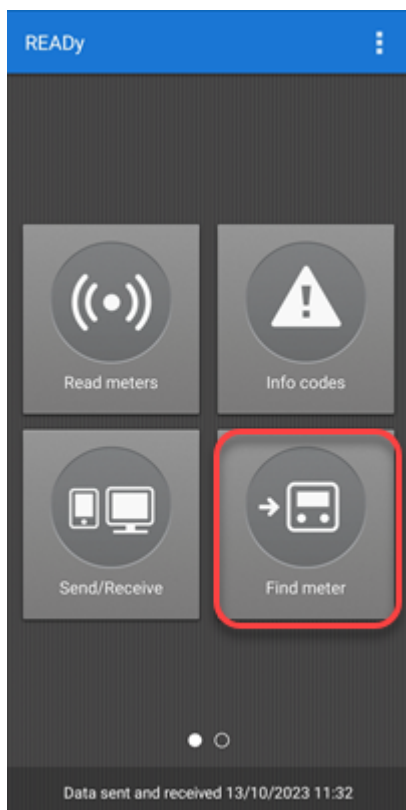 READy
Read meters
Info codes
Send/Receive
Find meter
Data sent and received 13/10/2023 11:32